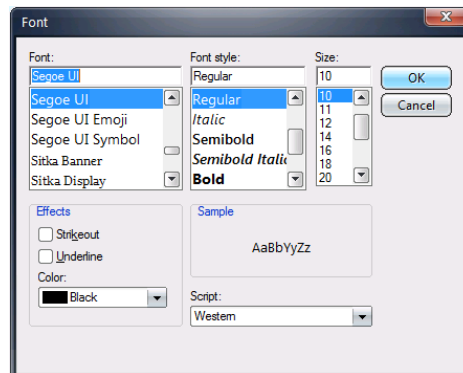 Font
Font:
Segoe UI
Segoe UI
Segoe UI Emoji
Segoe UI Symbol
Sitka Banner
Sitka Display
Font style:
Regular
Regular
Italic
Semibold
Semibold Italic
Bold
Size:
10
10
11
12
14
16
18
20
OK
Cancel
Effects
Strikeout
Underline
Color:
Black
Sample
AaBbYyZz
Script:
Western